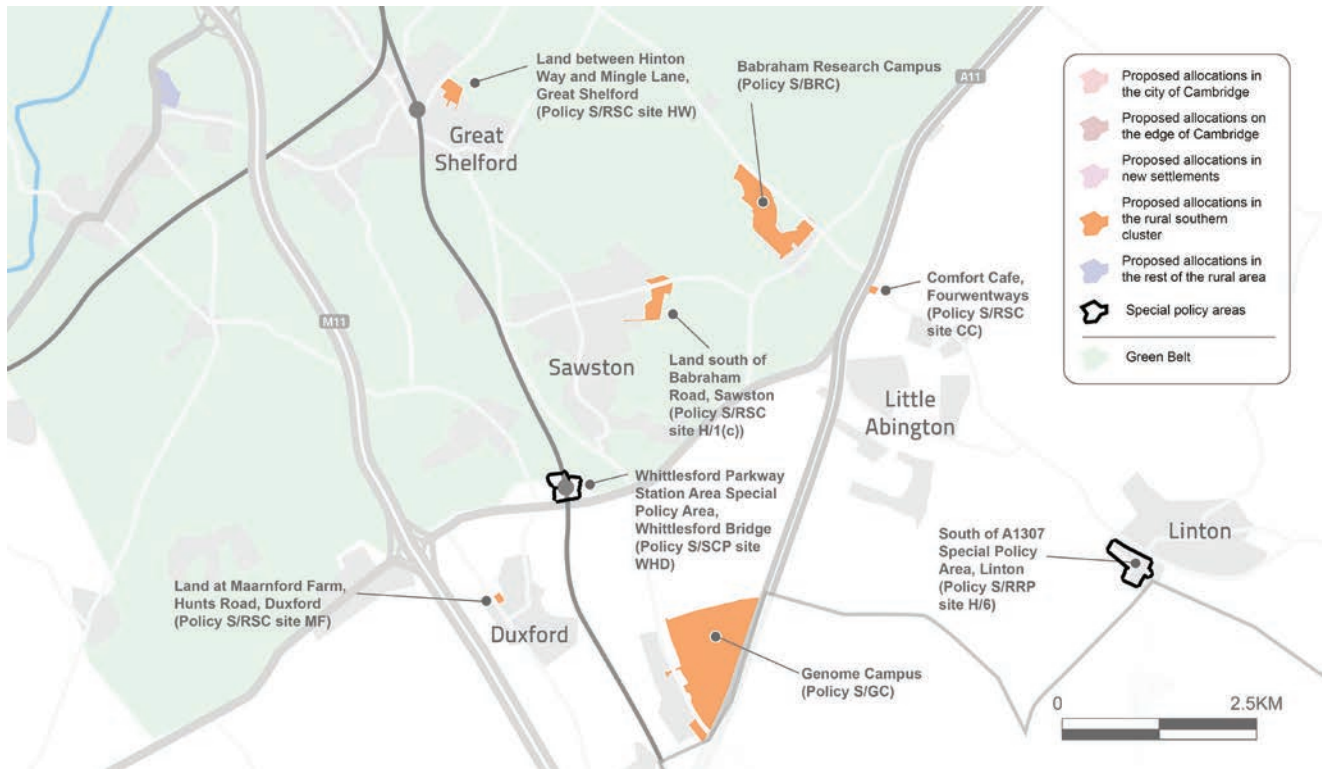 Land between Hinton
Way and Mingle Lane,
Great Shelford
(Policy S/RSC site HW)
Babraham Research Campus
(Policy S/BRC)
A11
Great
Shelford
M11
Comfort Cafe,
Fourwentways
(Policy S/RSC
site CC)
Sawston
Land south of
Babraham
Road, Sawston
(Policy S/RSC
site H/1(c))
Little
Abington
Whittlesford Parkway
Station Area Special
Policy Area,
Whittlesford Bridge
(Policy S/SCP site
WHD)
Linton
South of A1307
Special Policy
Area, Linton
(Policy S/RRP
site H/6)
Land at Maarnford Farm,
Hunts Road, Duxford
(Policy S/RSC site MF)
Duxford
Genome Campus
(Policy S/GC)
0 2.5KM
Proposed allocations in
the city of Cambridge
Proposed allocations on
the edge of Cambridge
Proposed allocations in
new settlements
Proposed allocations in
the rural southern
cluster
Proposed allocations in
the rest of the rural area
Special policy areas
Green Belt